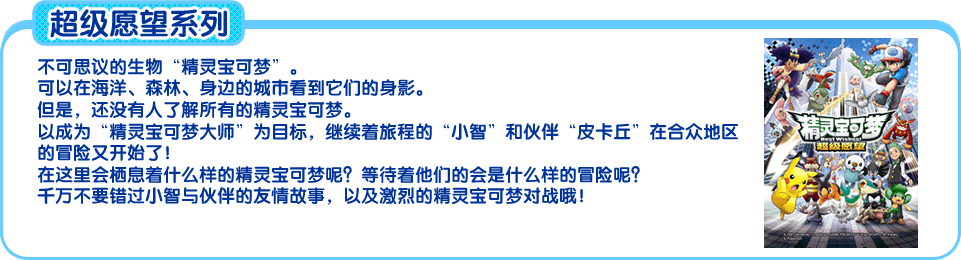 超级愿望系列
不可思议的生物“精灵宝可梦”。
可以在海洋、森林、身边的城市看到它们的身影。
但是，还没有人了解所有的精灵宝可梦。
以成为“精灵宝可梦大师”为目标，继续着旅程的“小智”和伙伴“皮卡丘”在合众地区
的冒险又开始了！
在这里会栖息着什么样的精灵宝可梦呢？等待着他们的会是什么样的冒险呢？
千万不要错过小智与伙伴的友情故事，以及激烈的精灵宝可梦对战哦！
精灵宝可梦
Best Wishes!
超级愿望